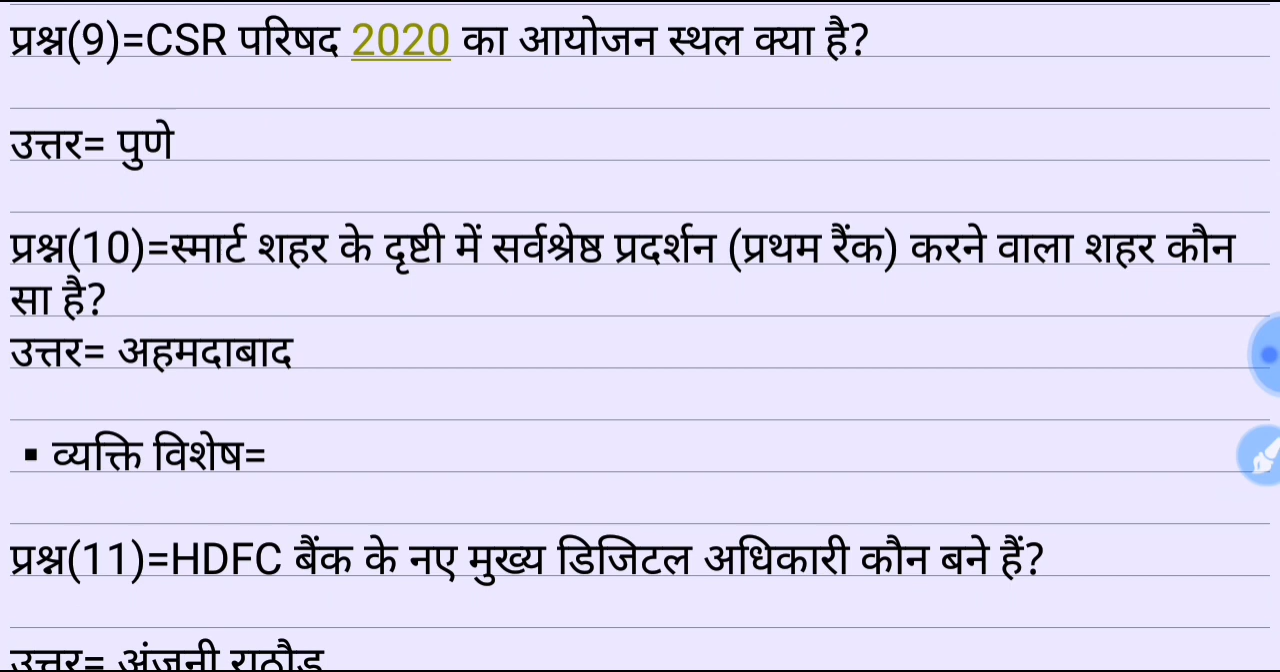 प्रश्न(9)=CSR परिषद 2020 का आयोजन स्थल क्या है?
उत्तर= पुणे
प्रश्न(10)=स्मार्ट शहर के दृष्टी में सर्वश्रेष्ठ प्रदर्शन (प्रथम रैंक) करने वाला शहर कौन
सा है?
उत्तर= अहमदाबाद
▪ व्यक्ति विशेष=
प्रश्न(11)=HDFC बैंक के नए मुख्य डिजिटल अधिकारी कौन बने हैं?
उत्तर= अंजनी राठौड